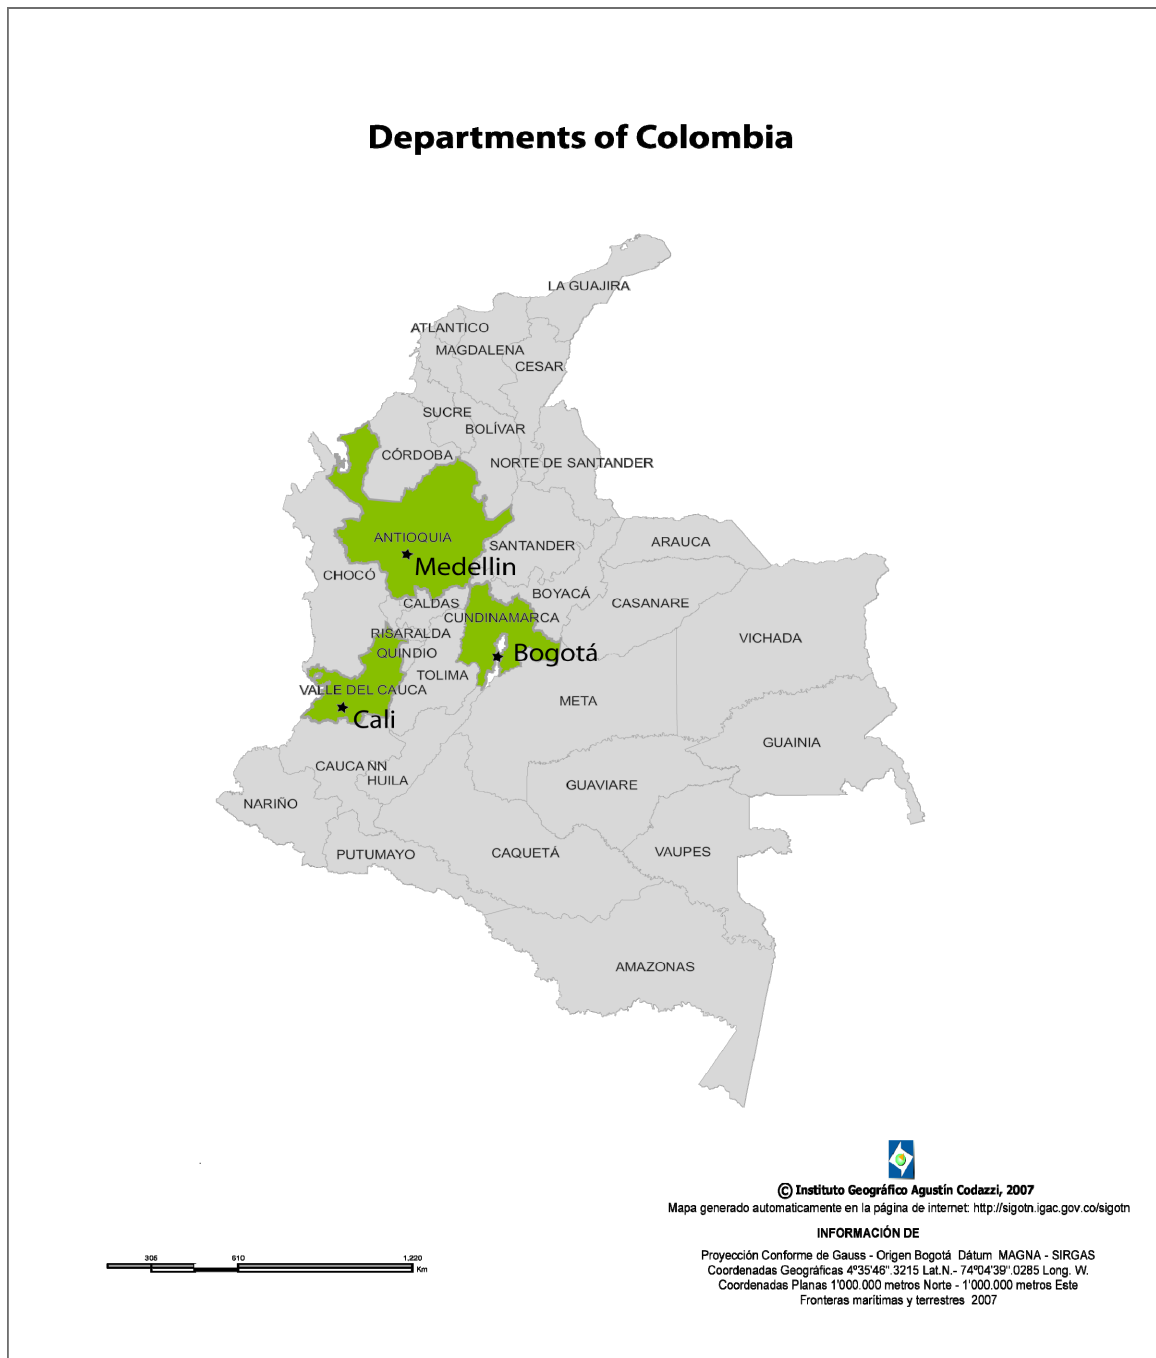 Departments of Colombia
LA GUAJIRA
ATLANTICO
MAGDALENA
CESAR
SUCRE
BOLÍVAR
CÓRDOBA
NORTE DE SANTANDER
ANTIOQUIA
SANTANDER
ARAUCA
Medellin
CHOCÓ
BOYACÁ
CALDAS
CASANARE
CUNDINAMARCA
RISARALDA
VICHADA
QUINDIO
Bogotá
TOLIMA
VALLE DEL CAUCA
META
Cali
GUAINIA
CAUCA NN
HUILA
GUAVIARE
NARIÑO
PUTUMAYO
CAQUETÁ
VAUPES
AMAZONAS
© Instituto Geográfico Agustín Codazzi, 2007
Mapa generado automaticamente en la página de internet: http://sigotn.igac.gov.co/sigotn
INFORMACIÓN DE
Proyección Conforme de Gauss - Origen Bogotá Dátum MAGNA - SIRGAS
Coordenadas Geográficas 4º35'46".3215 Lat.N.- 74º04'39".0285 Long. W.
Coordenadas Planas 1'000.000 metros Norte - 1'000.000 metros Este
Fronteras marítimas y terrestres 2007
305 610 1,220
Km